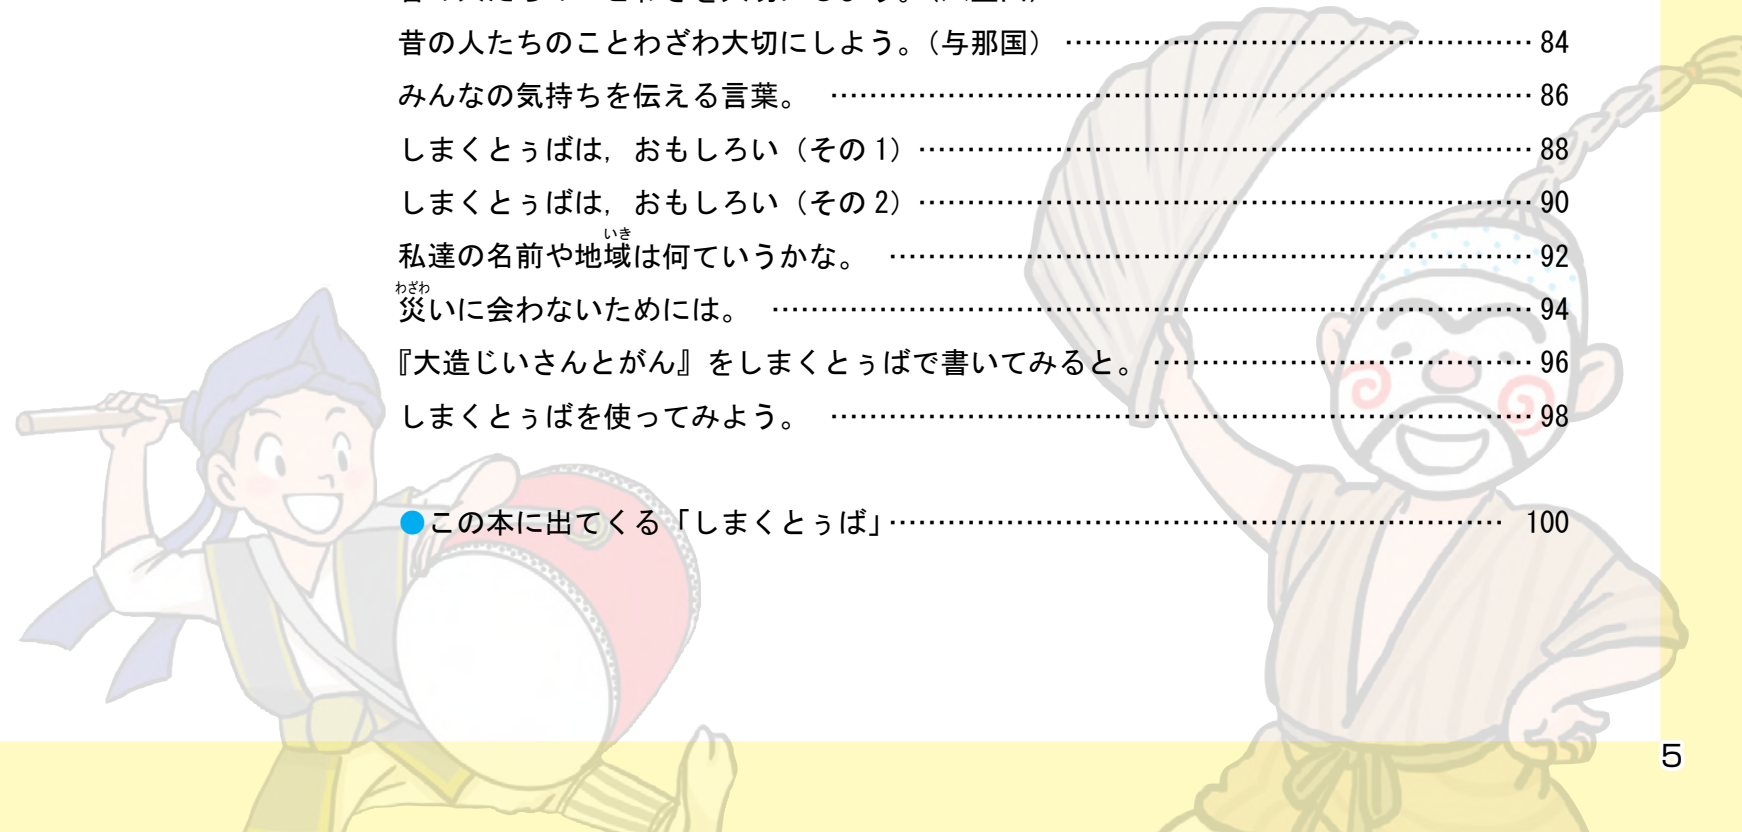 昔の人たちのことわざわ大切にしよう。（与那国） …………………………………………… 84
みんなの気持ちを伝える言葉。 …………………………………………………………………… 86
しまくとぅばは，おもしろい（その1） ………………………………………………………… 88
しまくとぅばは，おもしろい（その2） ………………………………………………………… 90
いき
私達の名前や地域は何ていうかな。 …………………………………………………………… 92
わざわ
災いに会わないためには。 ……………………………………………………………………… 94
『大造じいさんとがん』をしまくとぅばで書いてみると。 ………………………………… 96
しまくとぅばを使ってみよう。 ………………………………………………………………… 98
●この本に出てくる「しまくとぅば」 ………………………………………………………… 100
5